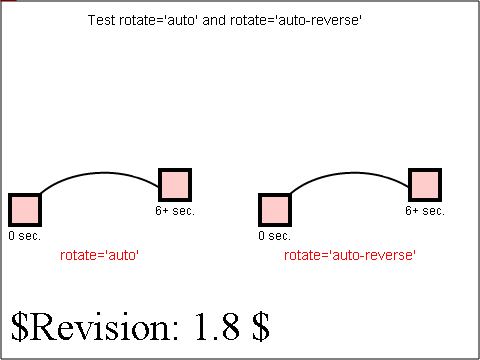 Test rotate='auto' and rotate='auto-reverse'
6+ sec.
6+ sec.
0 sec.
0 sec.
rotate='auto'
rotate='auto-reverse'
$Revision: 1.8 $